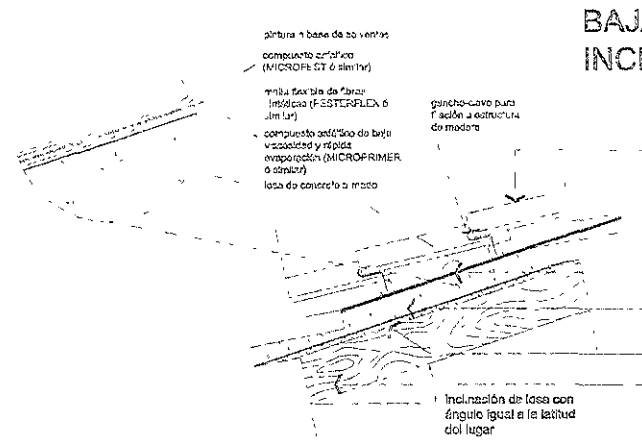 BAJA
INCL
pintura a base de solventes
compuesto asfáltico
(MICROFEST ó similar)
malla flexible de fibras
sintéticas (FESTERFLEX ó
similar)
compuesto asfáltico de baja
viscosidad y rápida
evaporación (MICROPRIMER
ó similar)
losa de concreto armado
gancho-clavo para
fijación a estructura
de madera
Inclinación de losa con
ángulo igual a la latitud
del lugar